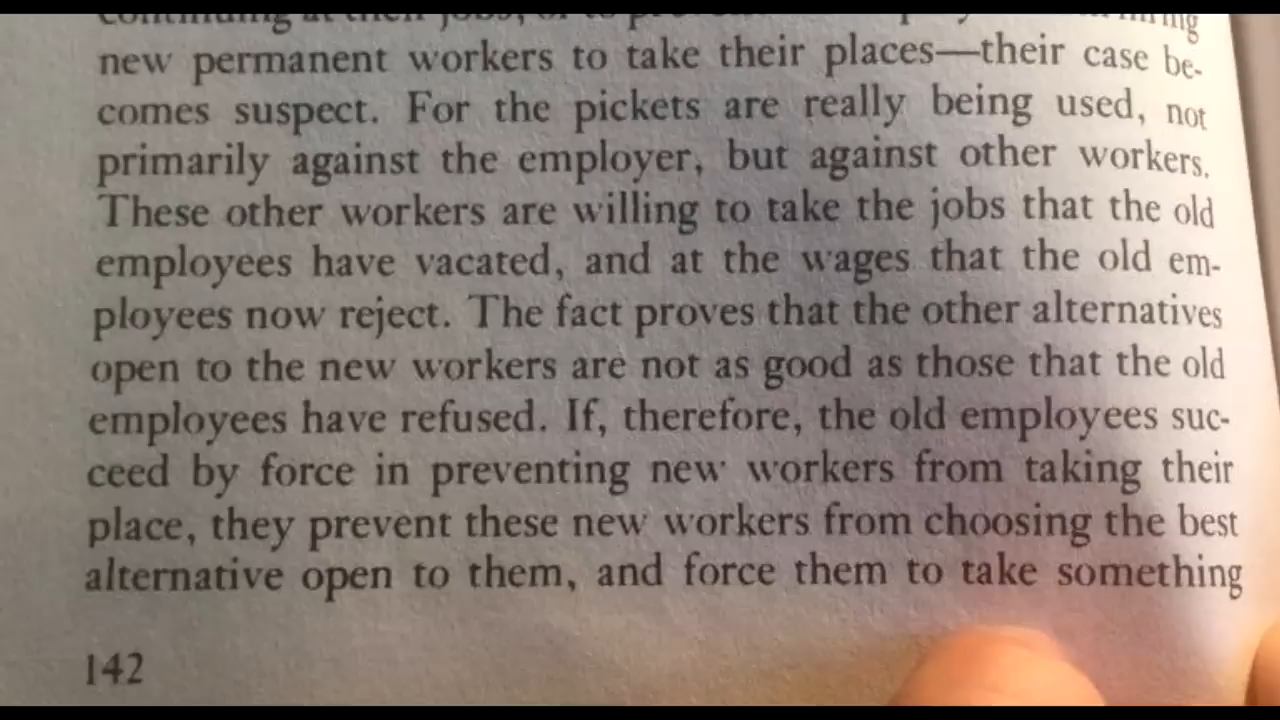 new permanent workers to take their places—their case be-
comes suspect. For the pickets are really being used, not
primarily against the employer, but against other workers.
These other workers are willing to take the jobs that the old
employees have vacated, and at the wages that the old em-
ployees now reject. The fact proves that the other alternatives
open to the new workers are not as good as those that the old
employees have refused. If, therefore, the old employees suc-
ceed by force in preventing new workers from taking their
place, they prevent these new workers from choosing the best
alternative open to them, and force them to take something
142